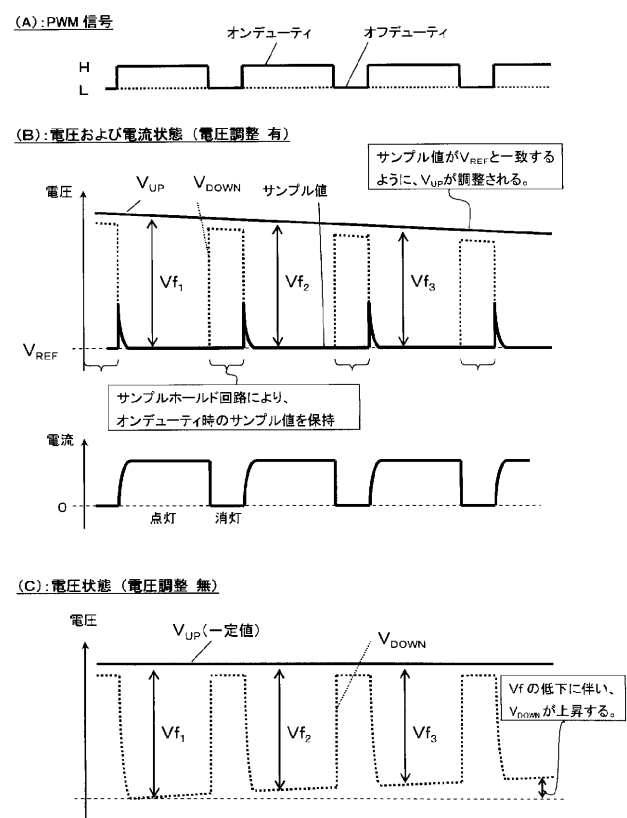 (A):PWM 信号
オンデューティ
オフデューティ
H
L
(B):電圧および電流状態（電圧調整 有）
サンプル値がVREFと一致する
ように、VUPが調整される。
電圧
VUP
VDOWN
サンプル値
Vf1
Vf2
Vf3
VREF
サンプルホールド回路により、
オンデューティ時のサンプル値を保持
電流
0
点灯
消灯
(C):電圧状態（電圧調整 無）
電圧
VUP(一定値)
VDOWN
Vfの低下に伴い、
VDOWNが上昇する。
Vf1
Vf2
Vf3